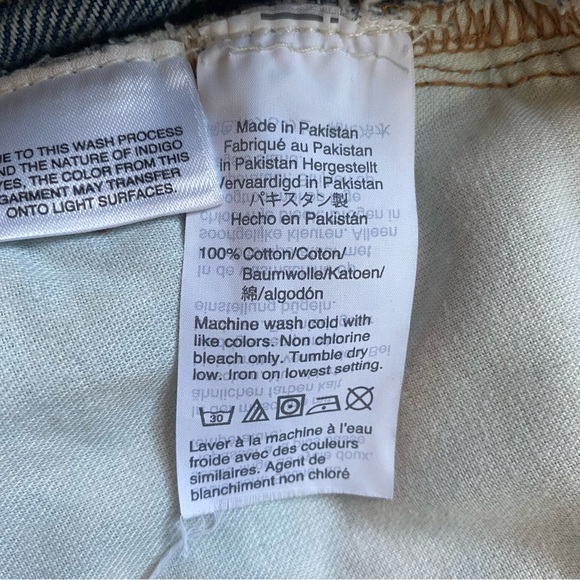 UE TO THIS WASH PROCESS
ND THE NATURE OF INDIGO
YES, THE COLOR FROM THIS
GARMENT MAY TRANSFER
ONTO LIGHT SURFACES.
Made in Pakistan
Fabriqué au Pakistan
in Pakistan Hergestellt
Vervaardigd in Pakistan
パキスタン製
Hecho en Pakistán
100% Cotton/Coton/
Baumwolle/Katoen/
綿/algodón
Machine wash cold with
like colors. Non chlorine
bleach only. Tumble dry
low. Iron on lowest setting.
30
Laver à la machine à l'eau
froide avec des couleurs
similaires. Agent de
blanchiment non chloré